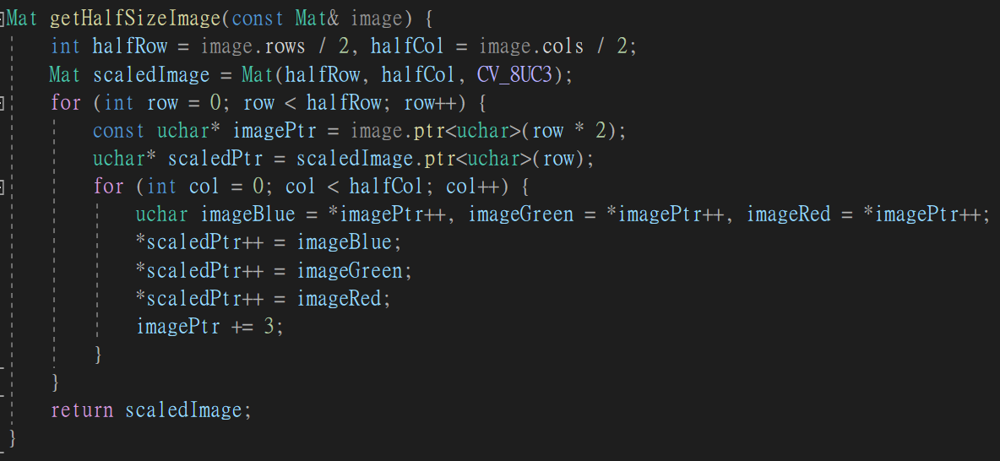 Mat getHalfSizeImage(const Mat& image) {
    int halfRow = image.rows / 2, halfCol = image.cols / 2;
    Mat scaledImage = Mat(halfRow, halfCol, CV_8UC3);
    for (int row = 0; row < halfRow; row++) {
        const uchar* imagePtr = image.ptr<uchar>(row * 2);
        uchar* scaledPtr = scaledImage.ptr<uchar>(row);
        for (int col = 0; col < halfCol; col++) {
            uchar imageBlue = *imagePtr++, imageGreen = *imagePtr++, imageRed = *imagePtr++;
            *scaledPtr++ = imageBlue;
            *scaledPtr++ = imageGreen;
            *scaledPtr++ = imageRed;
            imagePtr += 3;
        }
    }
    return scaledImage;
}